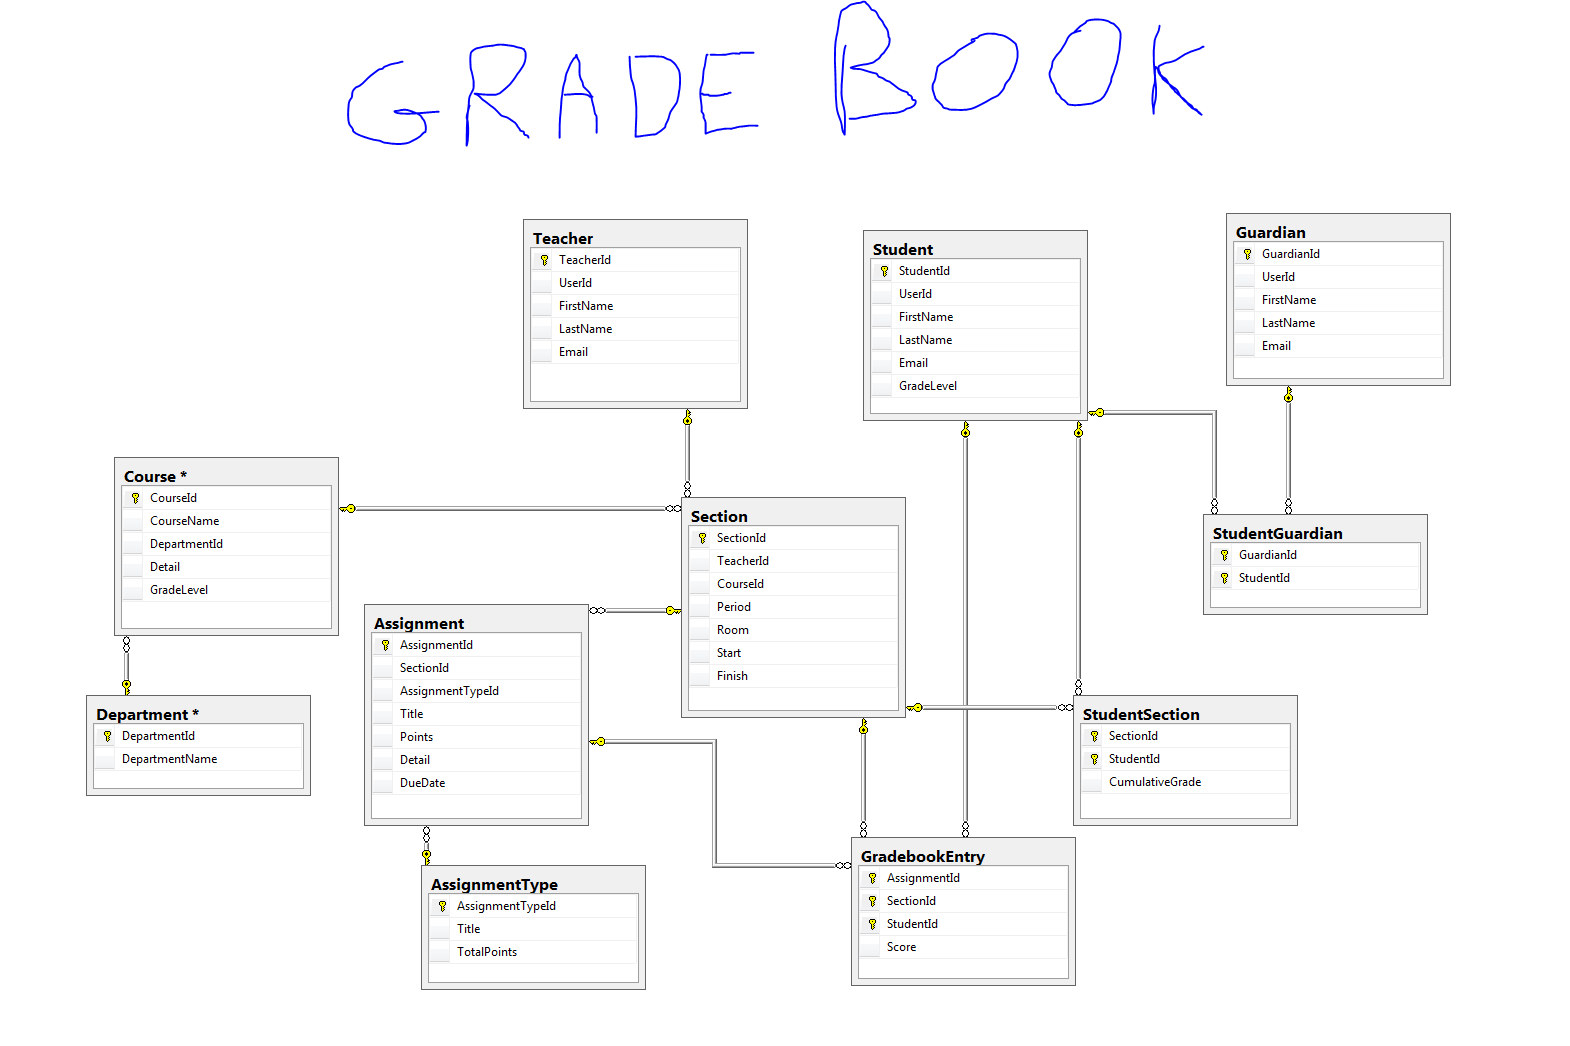 GRADE BOOK
Teacher
TeacherId
UserId
FirstName
LastName
Email
Student
StudentId
UserId
FirstName
LastName
Email
GradeLevel
Guardian
GuardianId
UserId
FirstName
LastName
Email
Course *
CourseId
CourseName
DepartmentId
Detail
GradeLevel
Section
SectionId
TeacherId
CourseId
Period
Room
Start
Finish
StudentGuardian
GuardianId
StudentId
Assignment
AssignmentId
SectionId
AssignmentTypeId
Title
Points
Detail
DueDate
Department *
DepartmentId
DepartmentName
StudentSection
SectionId
StudentId
CumulativeGrade
AssignmentType
AssignmentTypeId
Title
TotalPoints
GradebookEntry
AssignmentId
SectionId
StudentId
Score